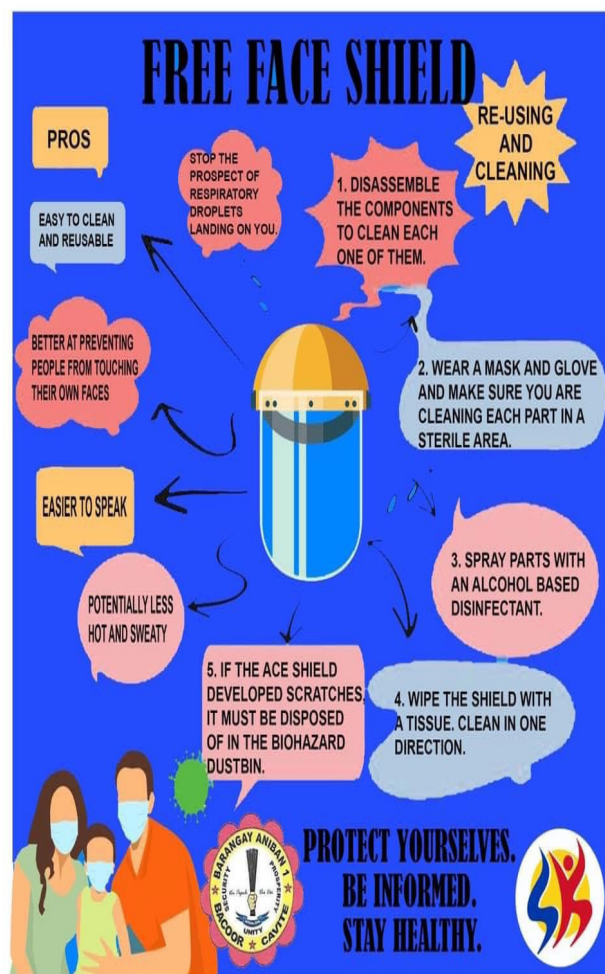 FREE FACE SHIELD
PROS
EASY TO CLEAN
AND REUSABLE
BETTER AT PREVENTING
PEOPLE FROM TOUCHING
THEIR OWN FACES
EASIER TO SPEAK
POTENTIALLY LESS
HOT AND SWEATY
STOP THE
PROSPECT OF
RESPIRATORY
DROPLETS
LANDING ON YOU.
RE-USING
AND
CLEANING
1. DISASSEMBLE
THE COMPONENTS
TO CLEAN EACH
ONE OF THEM.
2. WEAR A MASK AND GLOVE
AND MAKE SURE YOU ARE
CLEANING EACH PART IN A
STERILE AREA.
3. SPRAY PARTS WITH
AN ALCOHOL BASED
DISINFECTANT.
4. WIPE THE SHIELD WITH
A TISSUE. CLEAN IN ONE
DIRECTION.
5. IF THE ACE SHIELD
DEVELOPED SCRATCHES,
IT MUST BE DISPOSED
OF IN THE BIOHAZARD
DUSTBIN.
BARANGAY ANIBAN 1
SECURITY
PROSPERITY
UNITY
BACOOR ★ CAVITE
PROTECT YOURSELVES.
BE INFORMED.
STAY HEALTHY.
SK